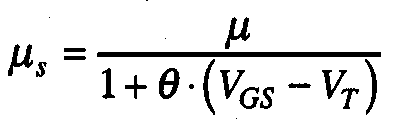 μ_s = μ / (1 + θ · (V_GS − V_T))